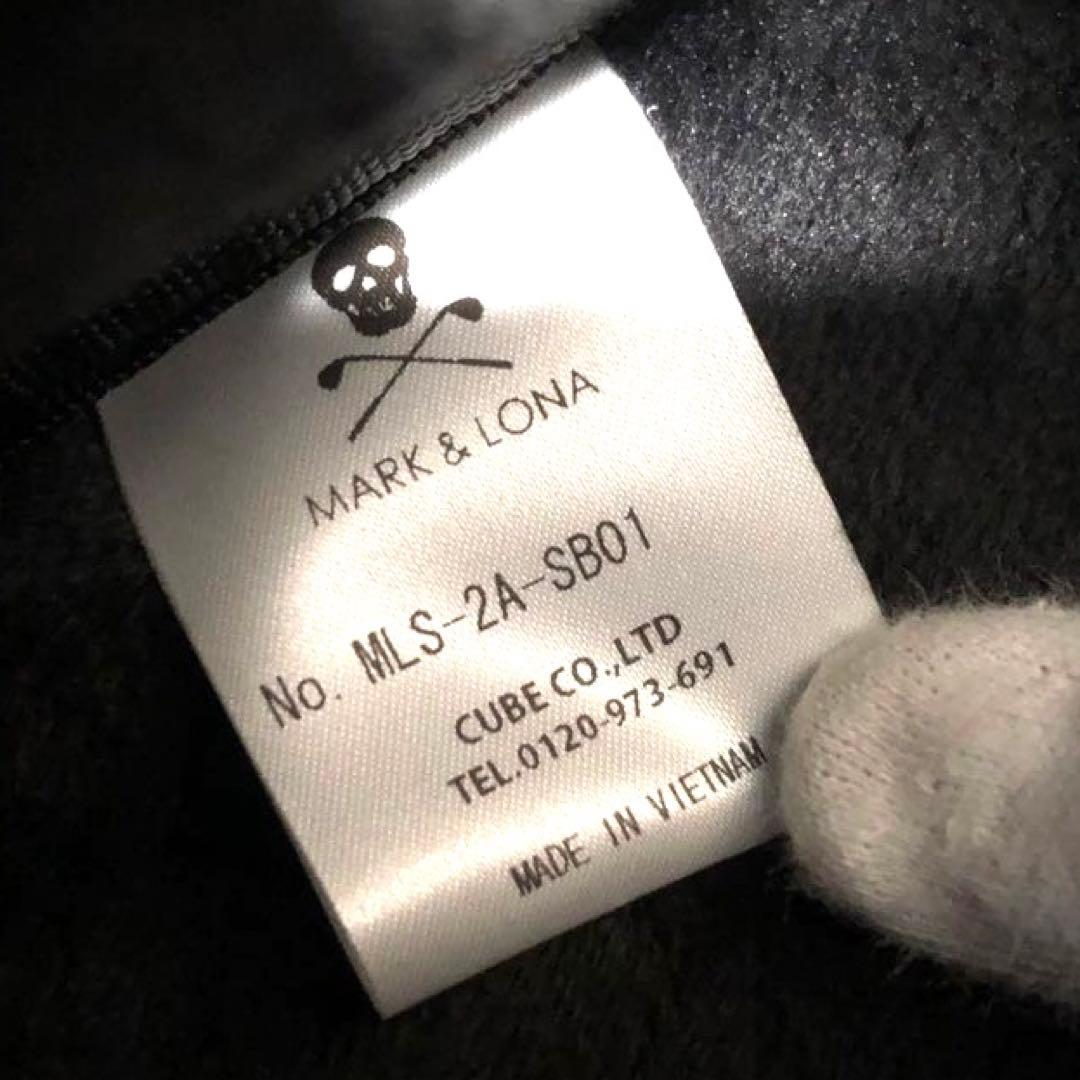 MARK & LONA
No. MLS-2A-SB01
CUBE CO.,LTD
TEL.0120-973-691
MADE IN VIETNAM